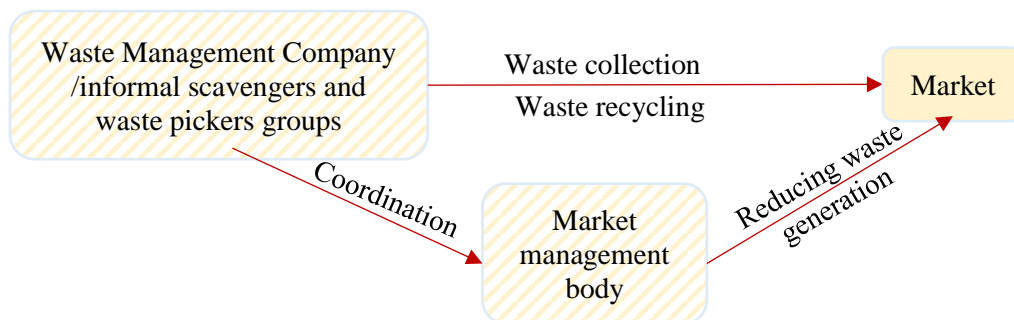 Waste Management Company
/informal scavengers and
waste pickers groups
Waste collection
Waste recycling
Market
Coordination
Market
management
body
Reducing waste
generation